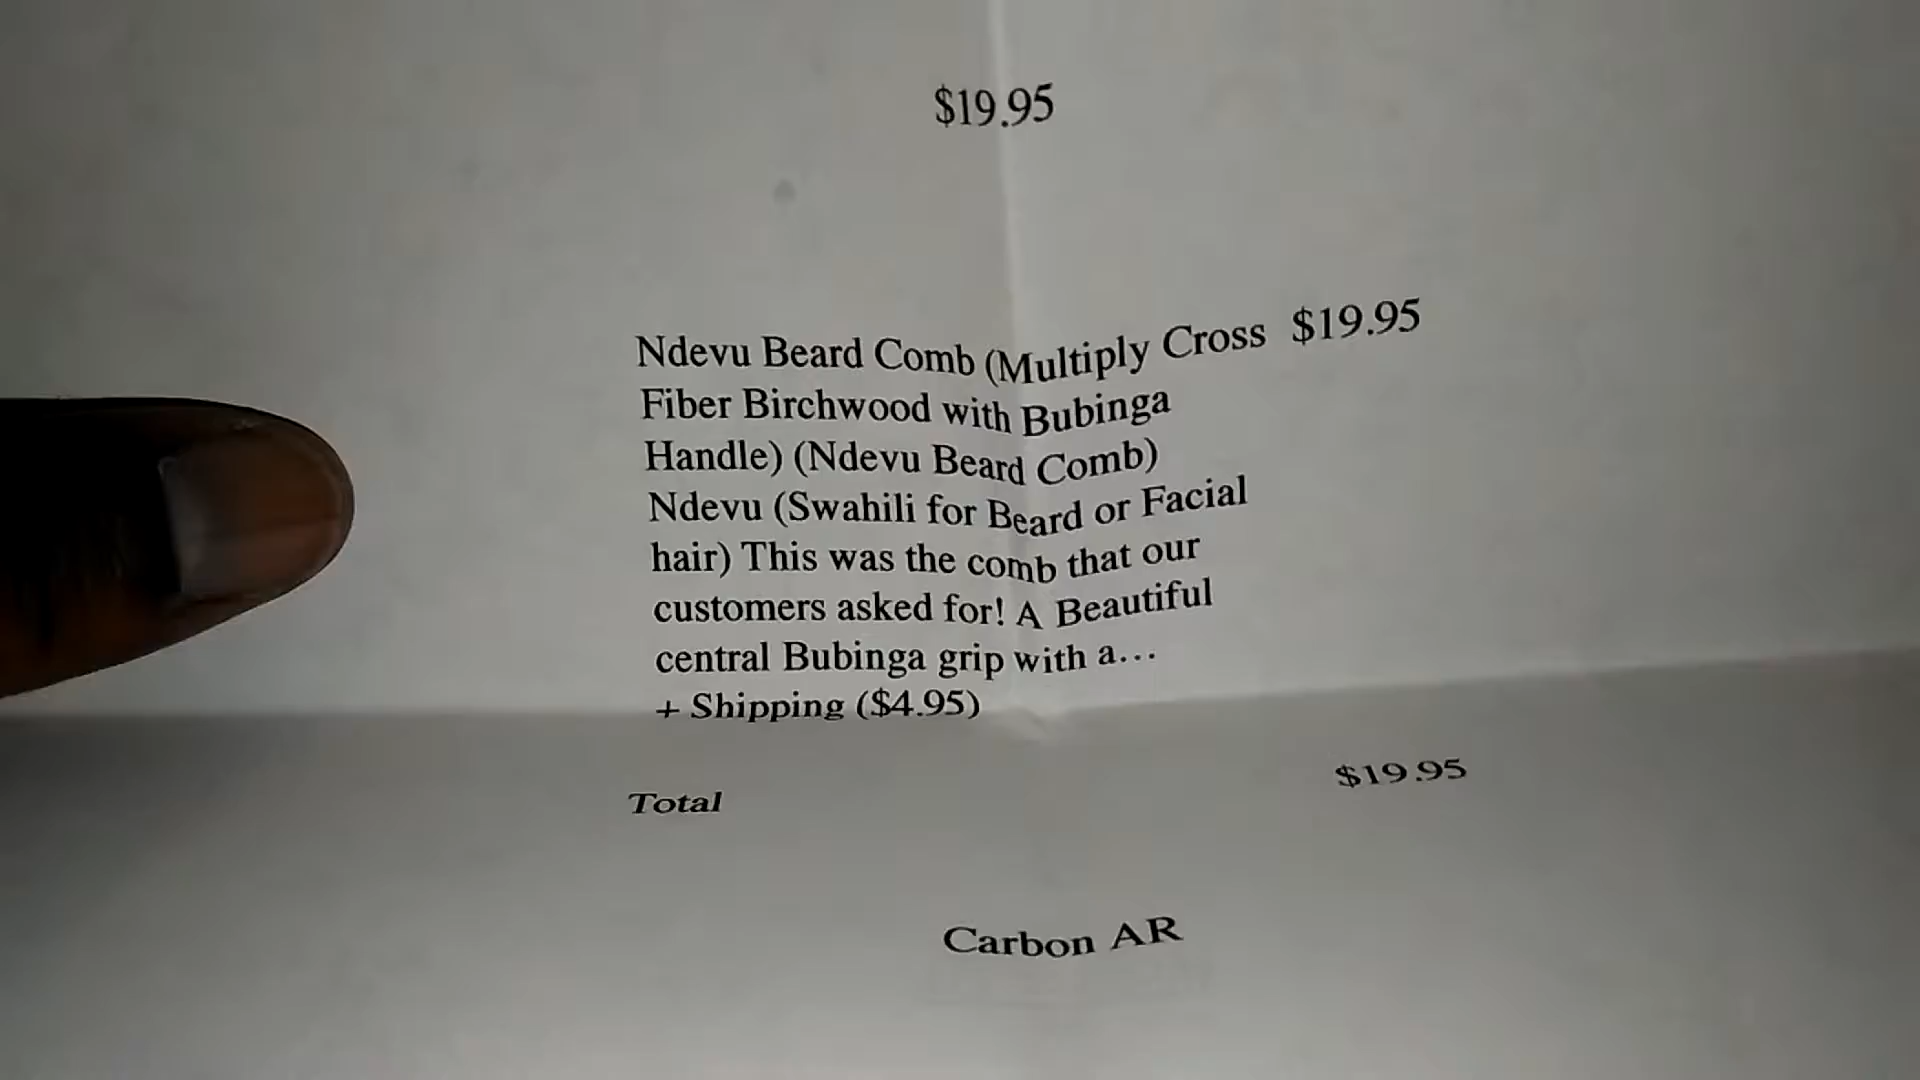 $19.95
Ndevu Beard Comb (Multiply Cross $19.95
Fiber Birchwood with Bubinga
Handle) (Ndevu Beard Comb)
Ndevu (Swahili for Beard or Facial
hair) This was the comb that our
customers asked for! A Beautiful
central Bubinga grip with a...
+ Shipping ($4.95)
Total $19.95
Carbon AR